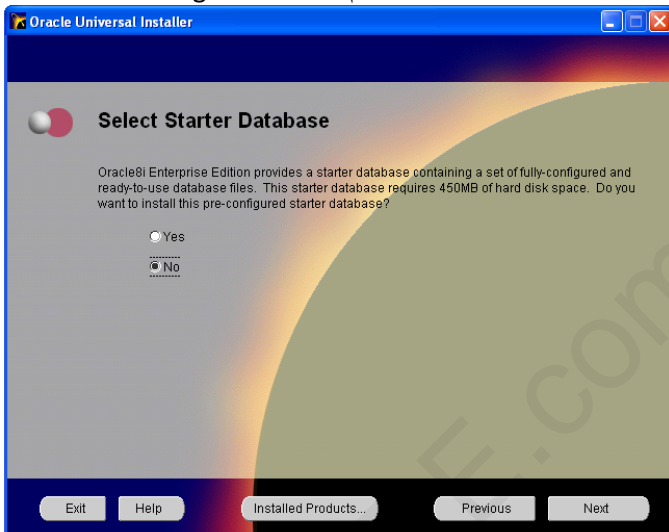 Oracle Universal Installer
Select Starter Database
Oracle8i Enterprise Edition provides a starter database containing a set of fully-configured and
ready-to-use database files. This starter database requires 450MB of hard disk space. Do you
want to install this pre-configured starter database?
Yes
No
E.com
Exit Help Installed Products... Previous Next